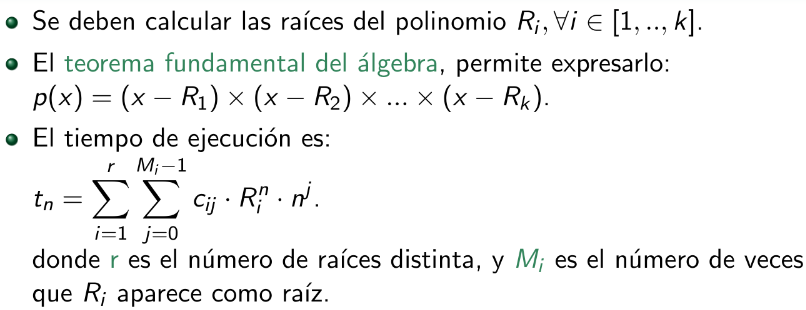 Se deben calcular las raíces del polinomio $R_i, \forall i \in [1, .., k]$.
El teorema fundamental del álgebra, permite expresarlo:
$p(x) = (x - R_1) \times (x - R_2) \times ... \times (x - R_k)$.
El tiempo de ejecución es:
$t_n = \sum_{i=1}^{r} \sum_{j=0}^{M_i-1} c_{ij} \cdot R_i^n \cdot n^j$.
donde r es el número de raíces distinta, y $M_i$ es el número de veces
que $R_i$ aparece como raíz.